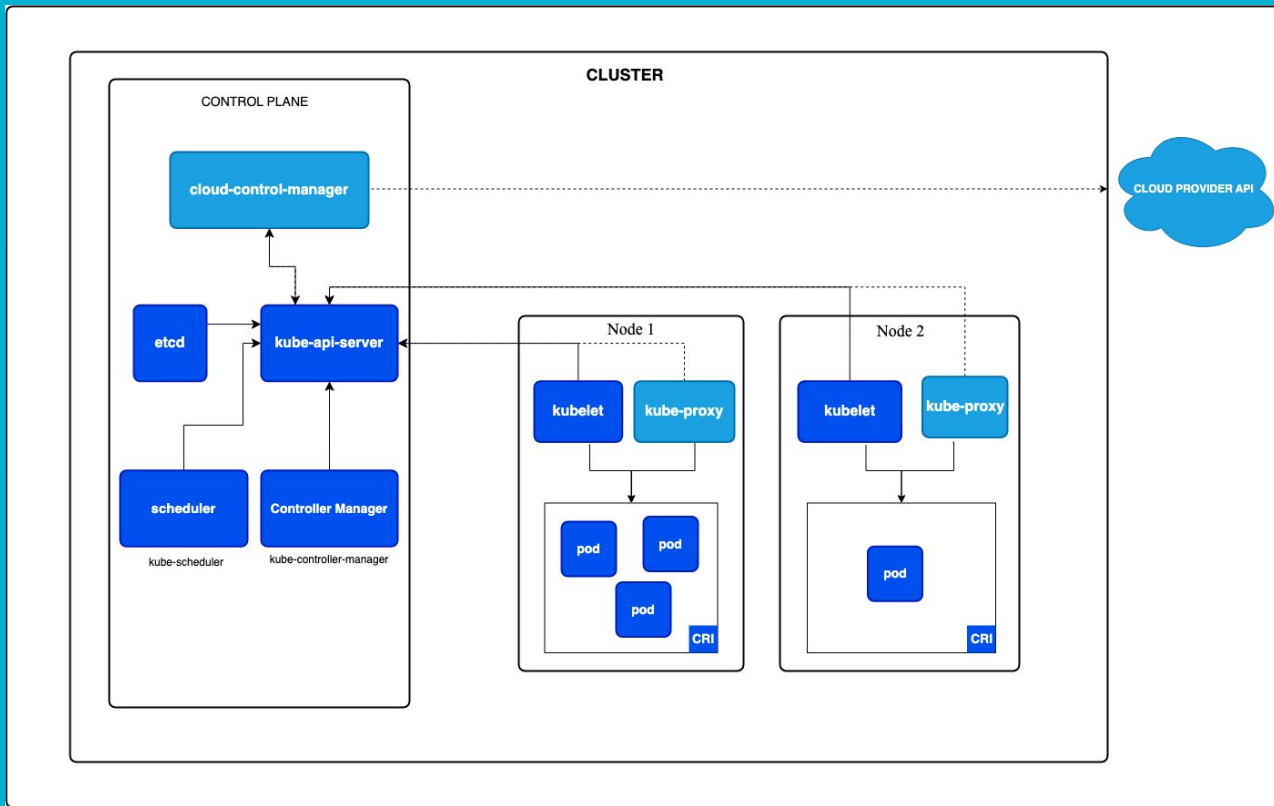 CLUSTER
CONTROL PLANE
cloud-control-manager
CLOUD PROVIDER API
etcd
kube-api-server
scheduler
kube-scheduler
Controller Manager
kube-controller-manager
Node 1
kubelet
kube-proxy
pod
pod
pod
CRI
Node 2
kubelet
kube-proxy
pod
CRI